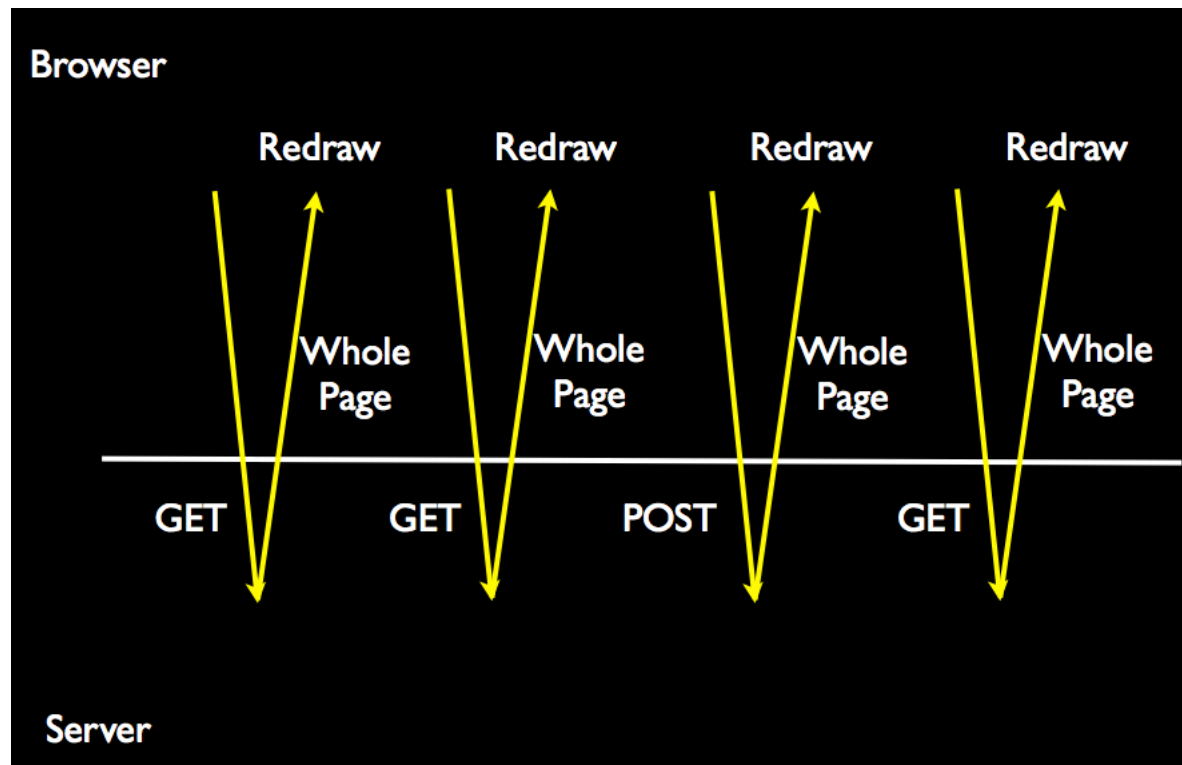 Browser
Redraw Redraw Redraw Redraw
Whole Whole Whole Whole
Page Page Page Page
GET GET POST GET
Server